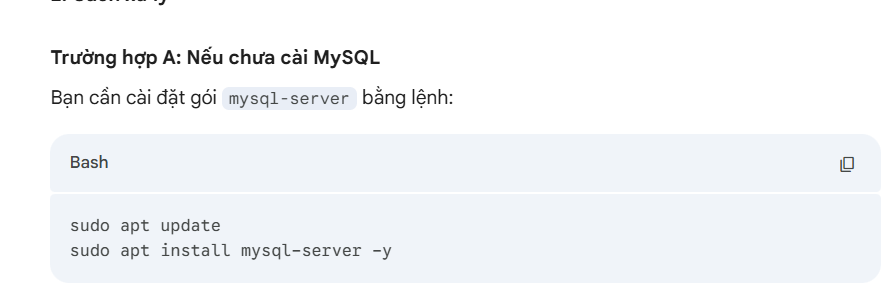 Trường hợp A: Nếu chưa cài MySQL
Bạn cần cài đặt gói mysql-server bằng lệnh:
Bash
sudo apt update
sudo apt install mysql-server -y